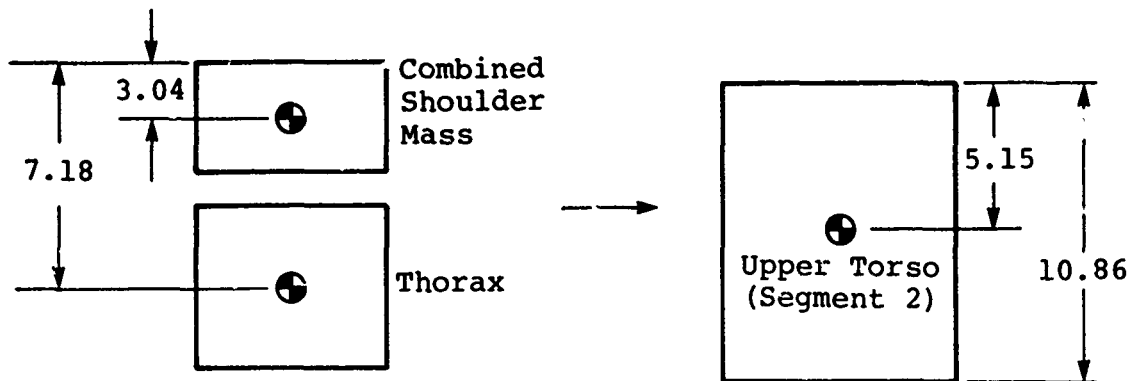 3.04
7.18
Combined
Shoulder
Mass
Thorax
5.15
10.86
Upper Torso
(Segment 2)